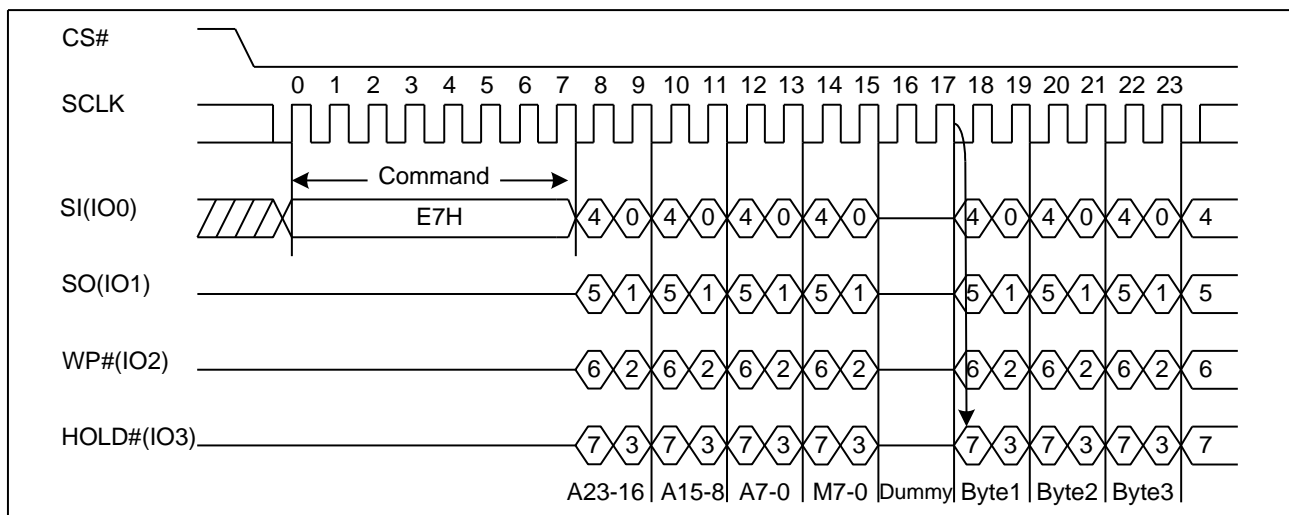 CS#
0 1 2 3 4 5 6 7 8 9 10 11 12 13 14 15 16 17 18 19 20 21 22 23
SCLK
Command
SI(IO0) E7H 4 0 4 0 4 0 4 0 4 0 4 0 4 0 4
SO(IO1) 5 1 5 1 5 1 5 1 5 1 5 1 5 1 5
WP#(IO2) 6 2 6 2 6 2 6 2 6 2 6 2 6 2 6
HOLD#(IO3) 7 3 7 3 7 3 7 3 7 3 7 3 7 3 7
A23-16 A15-8 A7-0 M7-0 Dummy Byte1 Byte2 Byte3